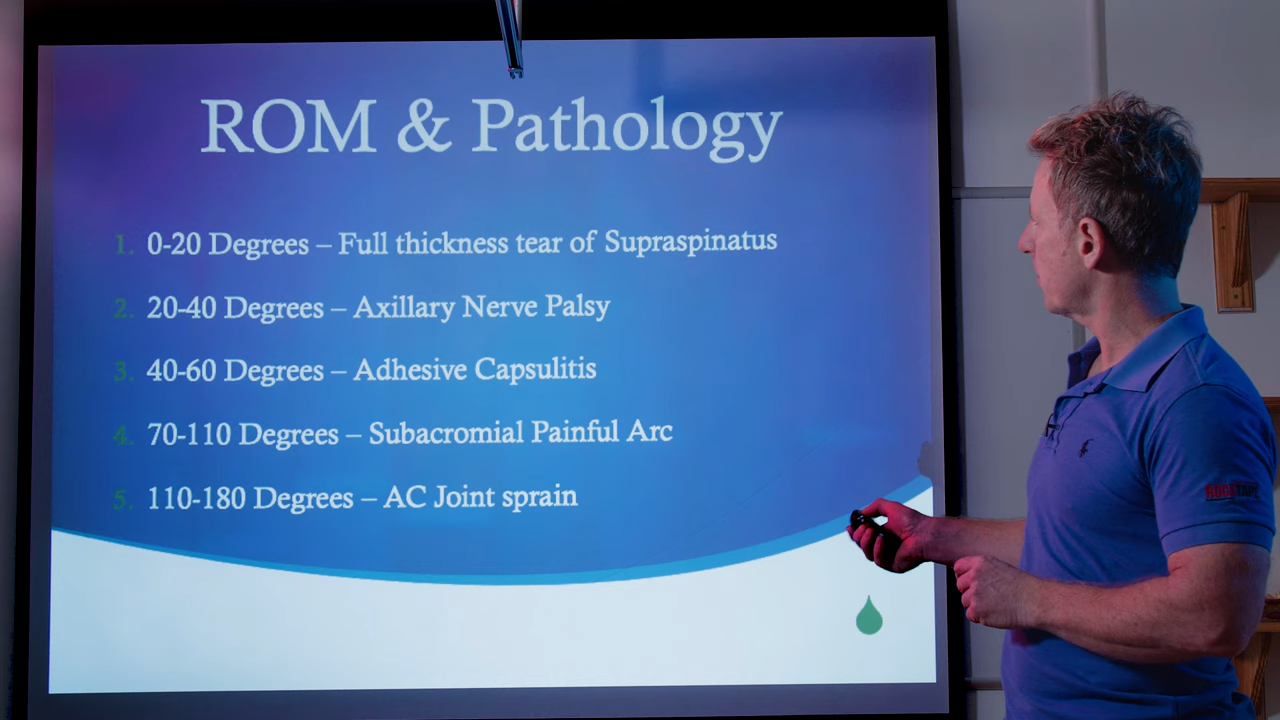 ROM & Pathology
1. 0-20 Degrees – Full thickness tear of Supraspinatus
2. 20-40 Degrees – Axillary Nerve Palsy
3. 40-60 Degrees – Adhesive Capsulitis
4. 70-110 Degrees – Subacromial Painful Arc
5. 110-180 Degrees – AC Joint sprain
ROCKTAPE